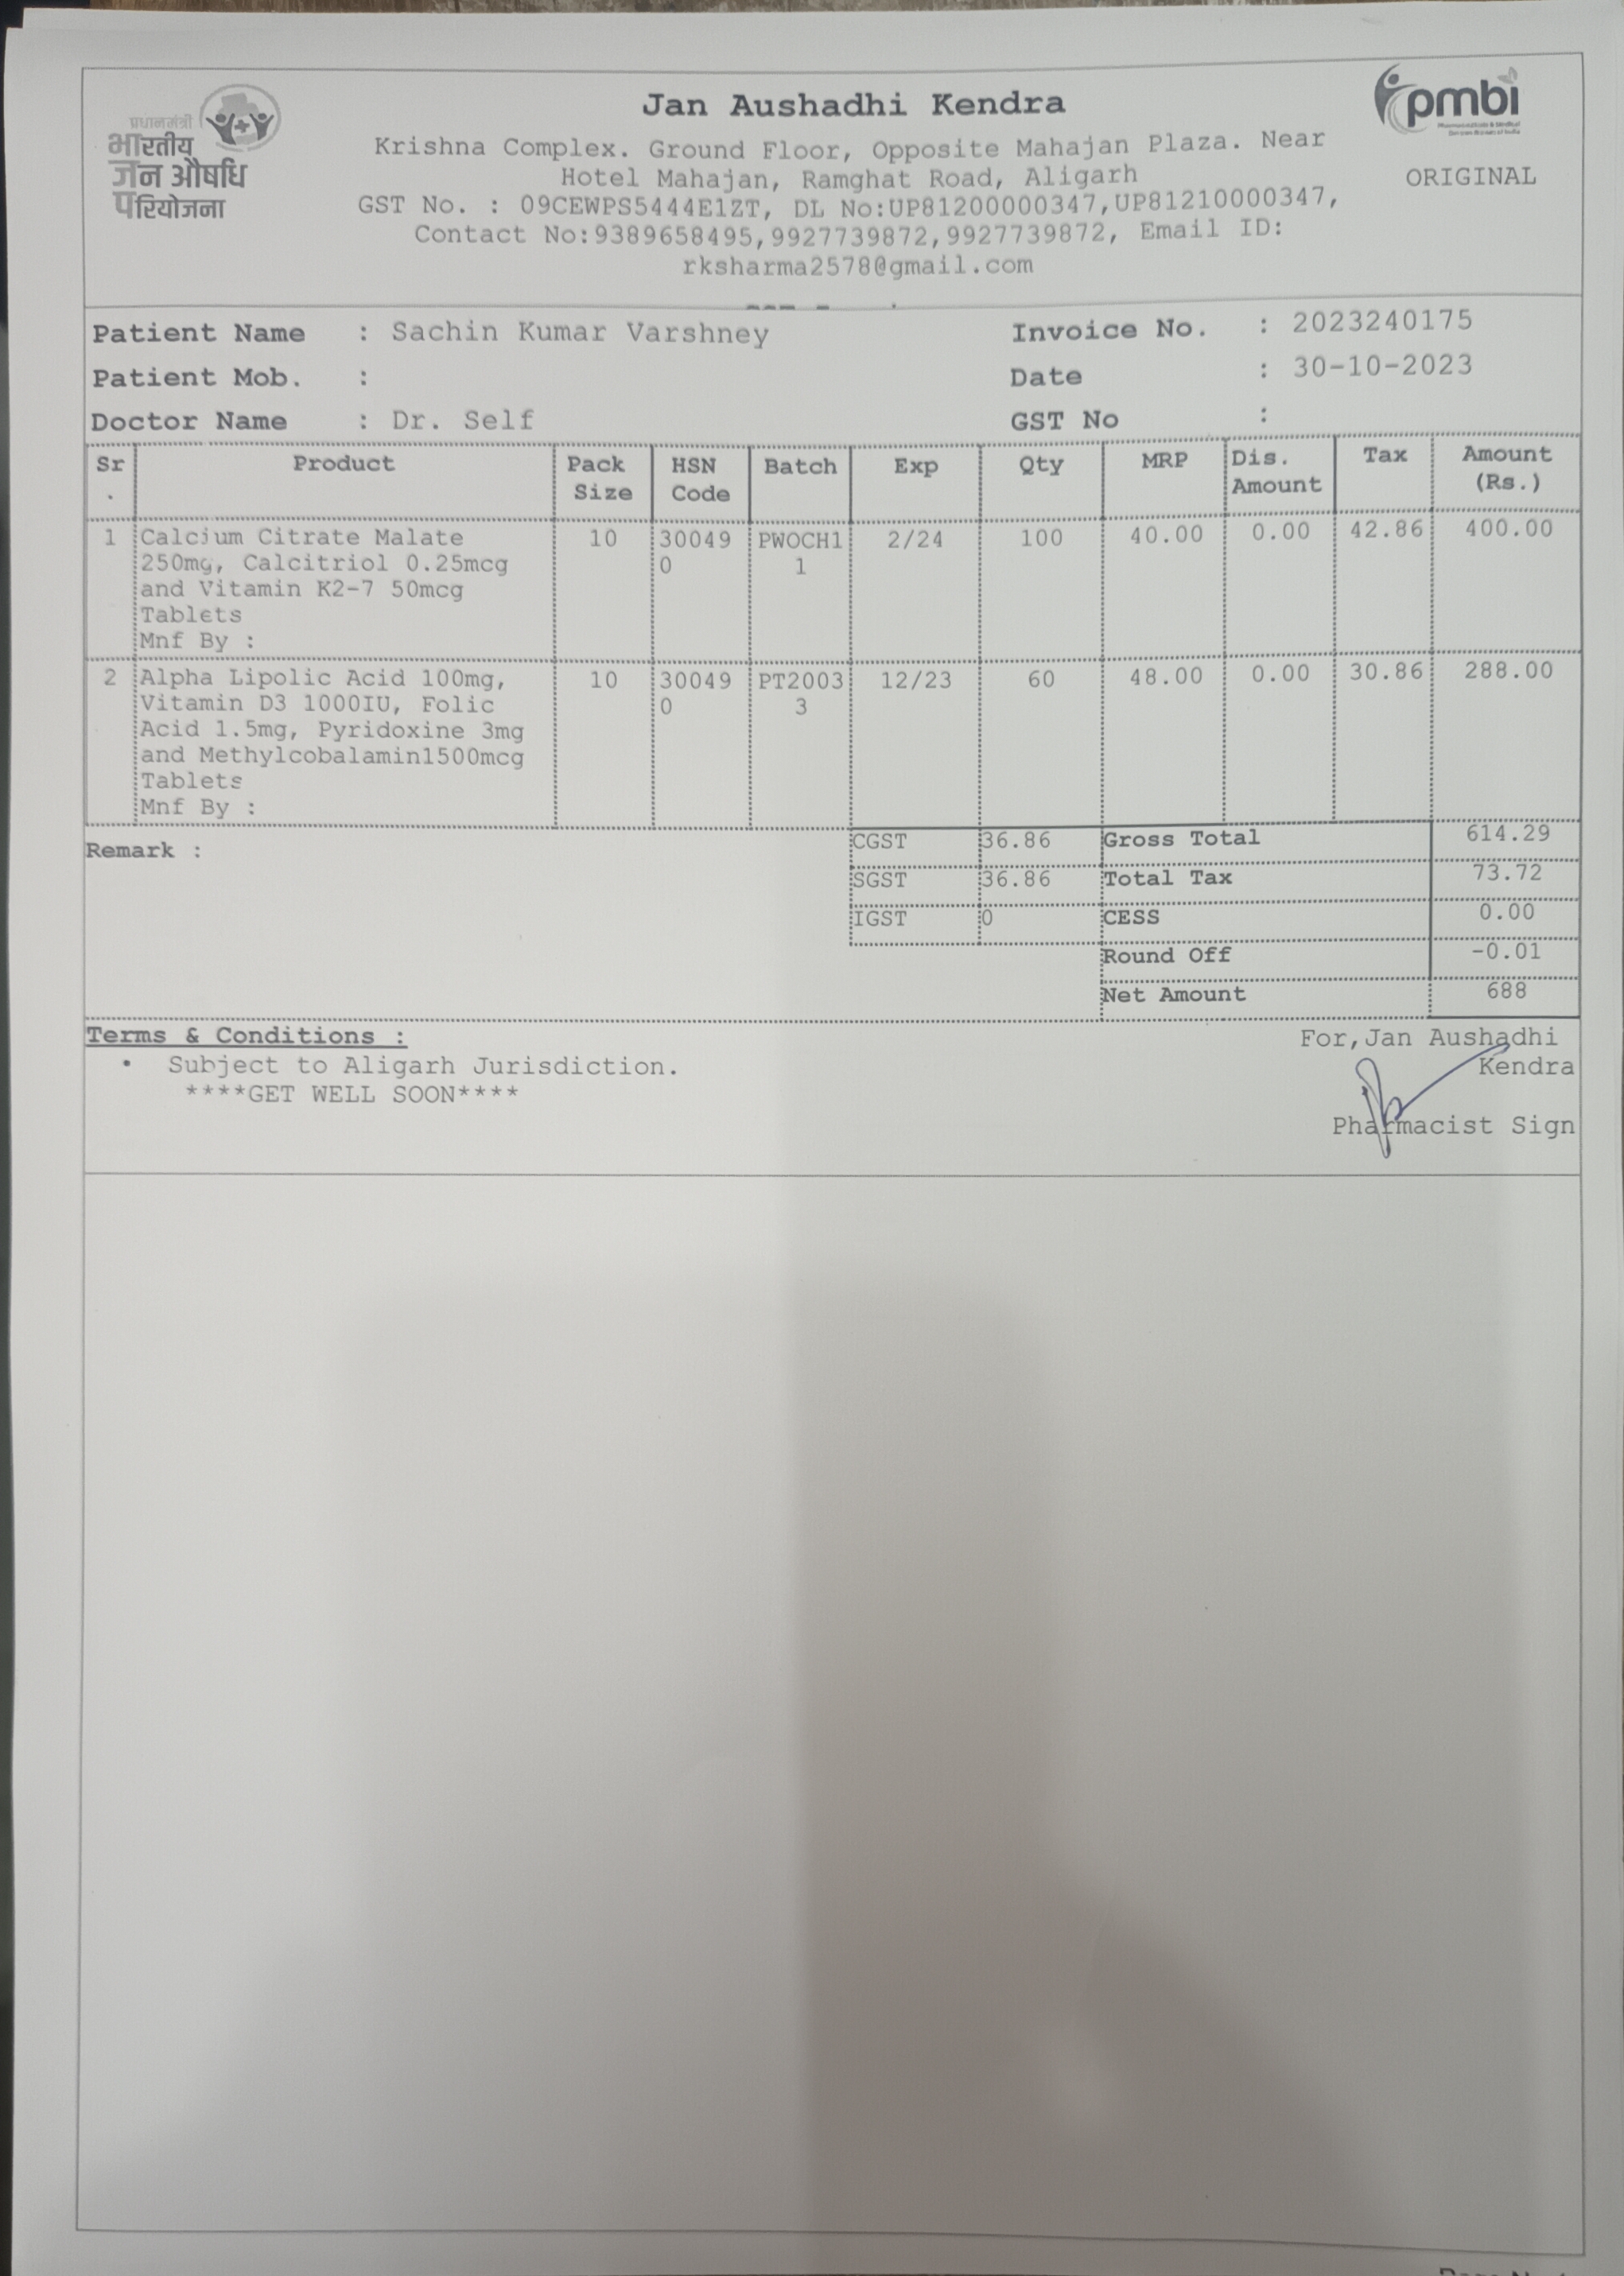 प्रधानमंत्री
भारतीय
जन औषधि
परियोजना
pmbi
Jan Aushadhi Kendra
Krishna Complex. Ground Floor, Opposite Mahajan Plaza. Near
Hotel Mahajan, Ramghat Road, Aligarh
ORIGINAL
GST No. : 09CEWPS5444E1ZT, DL No:UP81200000347,UP81210000347,
Contact No:9389658495,9927739872,9927739872, Email ID:
rksharma2578@gmail.com
Patient Name : Sachin Kumar Varshney Invoice No. : 2023240175
Patient Mob. : Date : 30-10-2023
Doctor Name : Dr. Self GST No :
Sr Product Pack HSN Batch Exp Qty MRP Dis. Tax Amount
. Size Code Amount (Rs.)
1 Calcium Citrate Malate 10 30049 PWOCH1 2/24 100 40.00 0.00 42.86 400.00
250mg, Calcitriol 0.25mcg 0 1
and Vitamin K2-7 50mcg
Tablets
Mnf By :
2 Alpha Lipolic Acid 100mg, 10 30049 PT2003 12/23 60 48.00 0.00 30.86 288.00
Vitamin D3 1000IU, Folic 0 3
Acid 1.5mg, Pyridoxine 3mg
and Methylcobalamin1500mcg
Tablets
Mnf By :
Remark : CGST 36.86 Gross Total 614.29
SGST 36.86 Total Tax 73.72
IGST 0 CESS 0.00
Round Off -0.01
Net Amount 688
Terms & Conditions : For,Jan Aushadhi
• Subject to Aligarh Jurisdiction. Kendra
****GET WELL SOON****
Pharmacist Sign